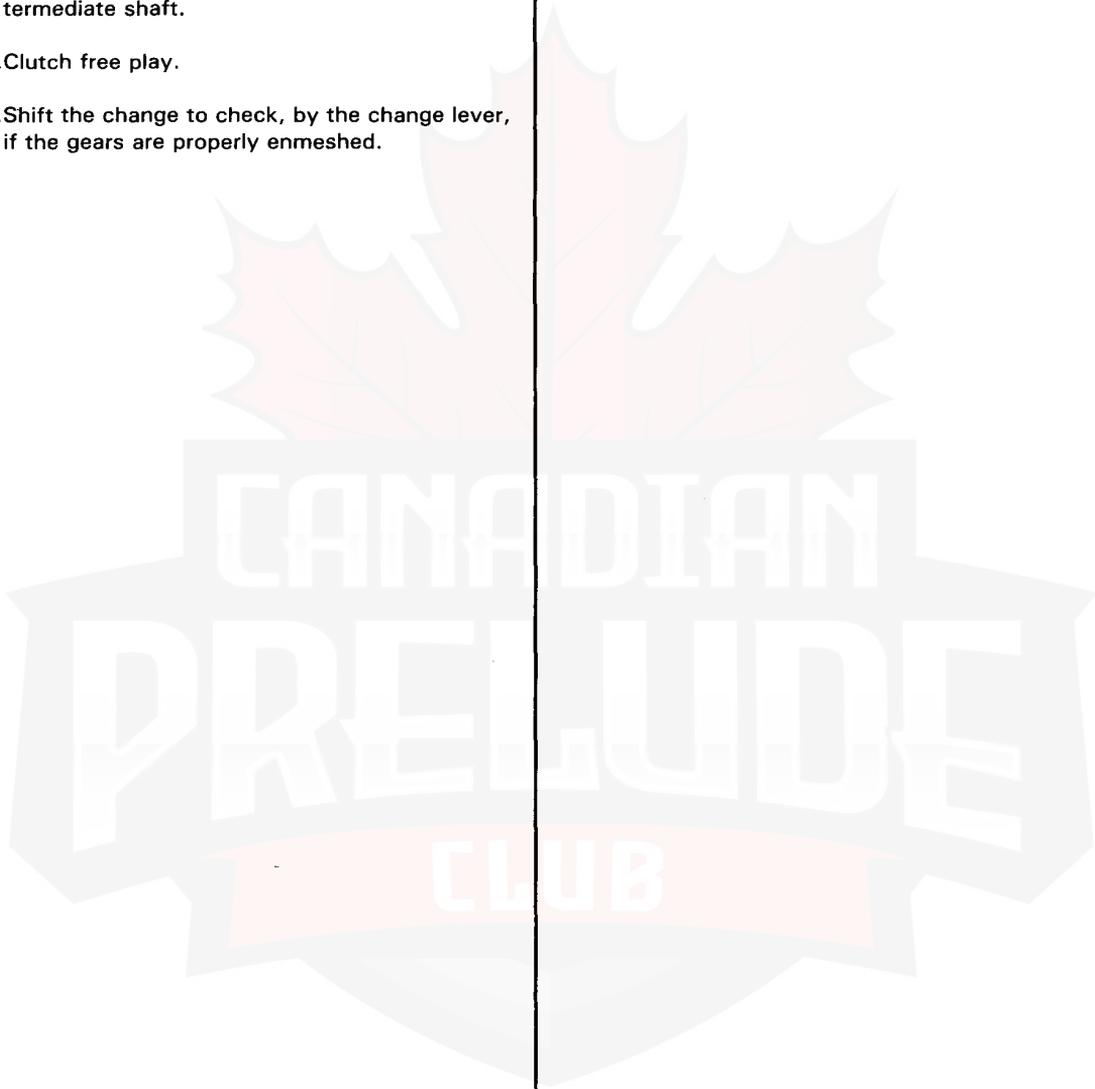 termediate shaft.
.Clutch free play.
.Shift the change to check, by the change lever,
if the gears are properly enmeshed.
CANADIAN
PRELUDE
CLUB